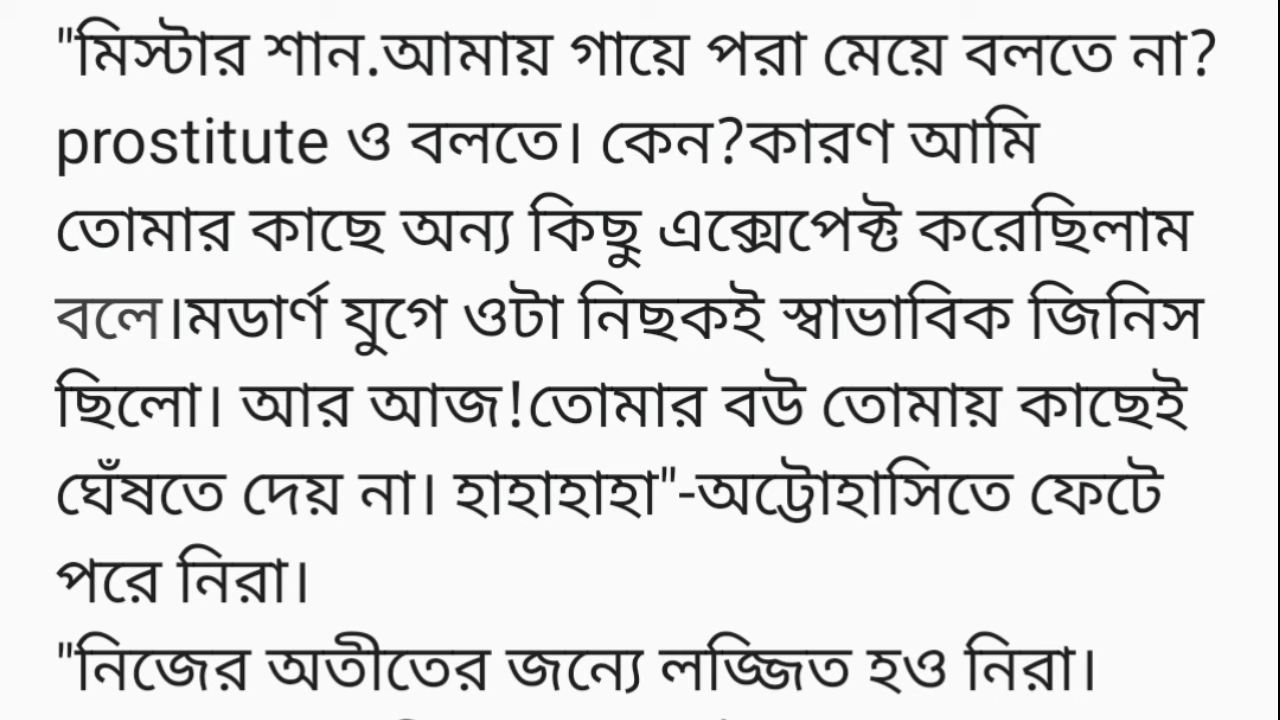 "মিস্টার শান.আমায় গায়ে পরা মেয়ে বলতে না?
prostitute ও বলতে। কেন?কারণ আমি
তোমার কাছে অন্য কিছু এক্সেপেক্ট করেছিলাম
বলে।মডার্ণ যুগে ওটা নিছকই স্বাভাবিক জিনিস
ছিলো। আর আজ!তোমার বউ তোমায় কাছেই
ঘেঁষতে দেয় না। হাহাহাহা"-অট্টোহাসিতে ফেটে
পরে নিরা।
"নিজের অতীতের জন্যে লজ্জিত হও নিরা।